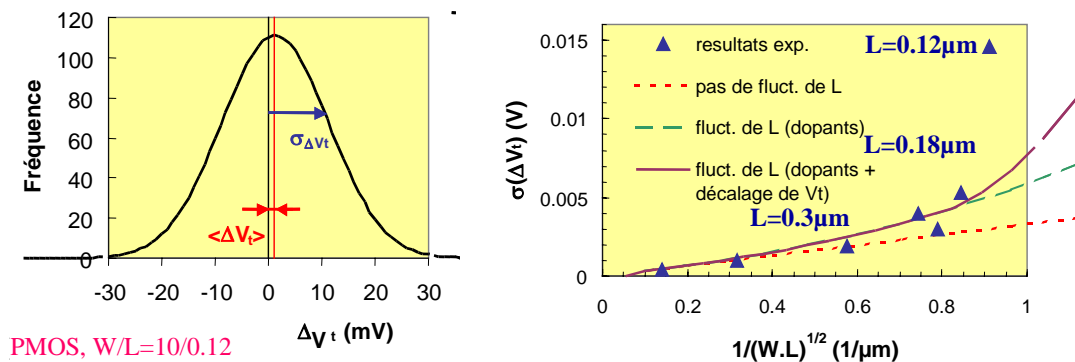 120
100
80
60
40
20
0
Fréquence
σΔVt
<ΔVt>
-30 -20 -10 0 10 20 30
ΔV t (mV)
PMOS, W/L=10/0.12
0.015
0.01
0.005
0
σ(ΔVt) (V)
resultats exp.
L=0.12µm
pas de fluct. de L
fluct. de L (dopants)
L=0.18µm
fluct. de L (dopants +
décalage de Vt)
L=0.3µm
0 0.2 0.4 0.6 0.8 1
1/(W.L)^1/2 (1/µm)